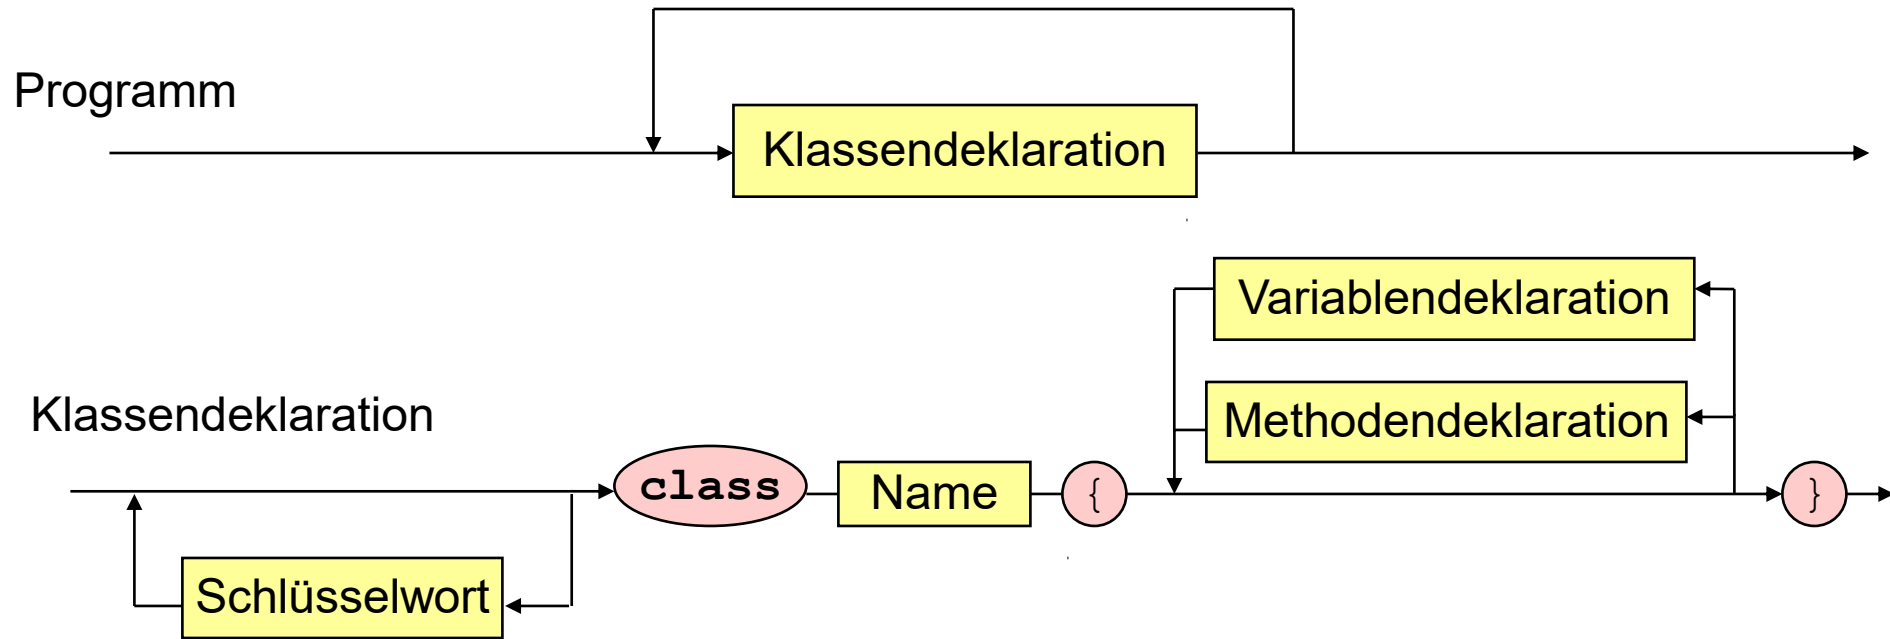 Programm
Klassendeklaration
Variablendeklaration
Methodendeklaration
Klassendeklaration
class
Name
{
}
Schlüsselwort